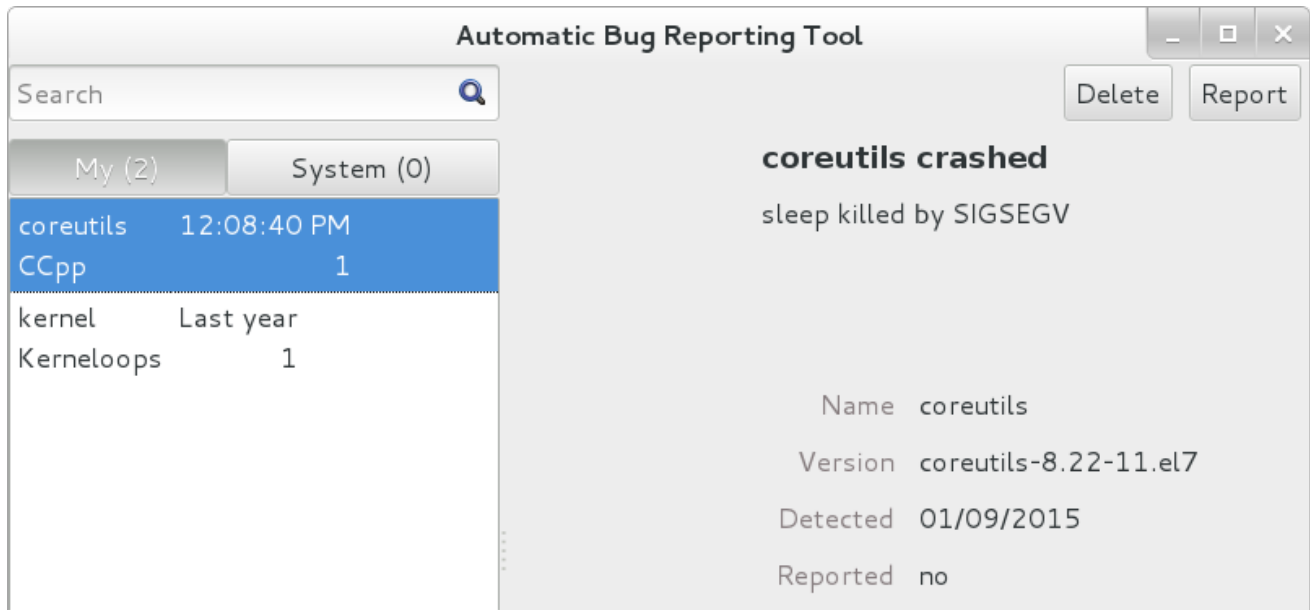 Automatic Bug Reporting Tool
Search
Delete Report
My (2) System (0)
coreutils 12:08:40 PM
CCpp 1
kernel Last year
Kerneloops 1
coreutils crashed
sleep killed by SIGSEGV
Name coreutils
Version coreutils-8.22-11.el7
Detected 01/09/2015
Reported no